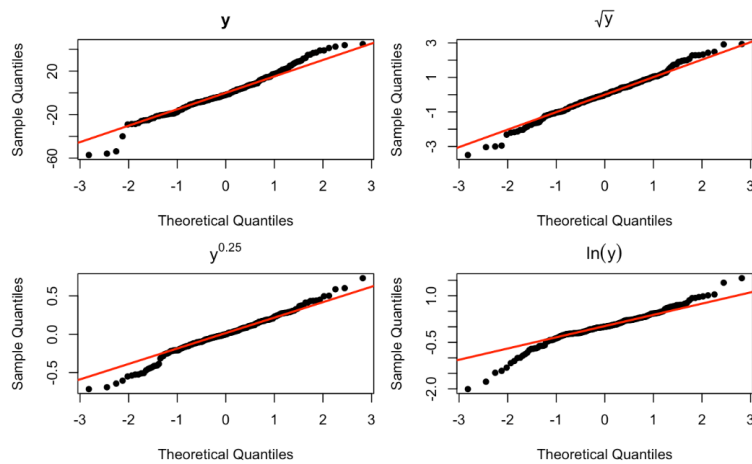 y
Sample Quantiles
20
-20
-60
-3 -2 -1 0 1 2 3
Theoretical Quantiles
√y
Sample Quantiles
3
1
-1
-3
-3 -2 -1 0 1 2 3
Theoretical Quantiles
y^0.25
Sample Quantiles
0.5
0.0
-0.5
-3 -2 -1 0 1 2 3
Theoretical Quantiles
ln(y)
Sample Quantiles
1.0
-0.5
-2.0
-3 -2 -1 0 1 2 3
Theoretical Quantiles